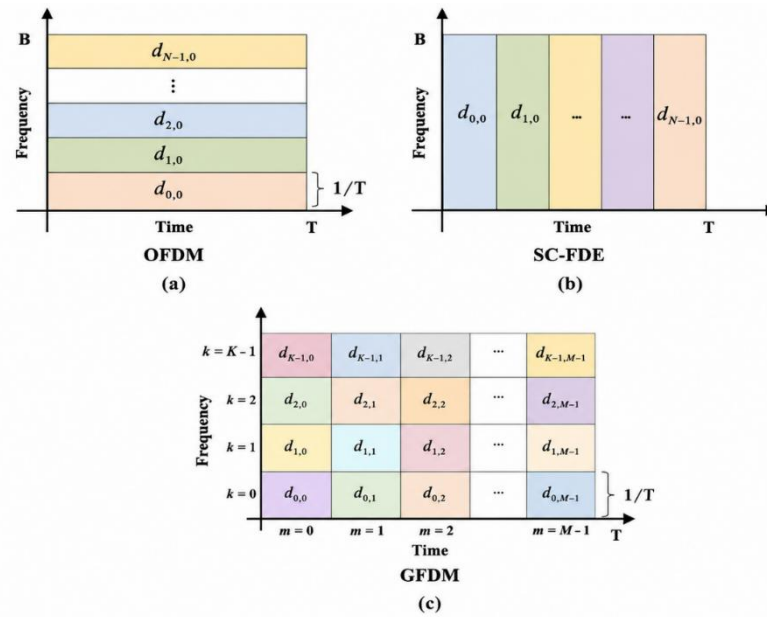 B
Frequency
d_{N-1,0}
⋮
d_{2,0}
d_{1,0}
d_{0,0}
1/T
Time
T
OFDM
(a)
B
Frequency
d_{0,0} d_{1,0} ... ... d_{N-1,0}
Time
T
SC-FDE
(b)
Frequency
k = K - 1 d_{K-1,0} d_{K-1,1} d_{K-1,2} ... d_{K-1,M-1}
k = 2 d_{2,0} d_{2,1} d_{2,2} ... d_{2,M-1}
k = 1 d_{1,0} d_{1,1} d_{1,2} ... d_{1,M-1}
k = 0 d_{0,0} d_{0,1} d_{0,2} ... d_{0,M-1} 1/T
m = 0 m = 1 m = 2 m = M - 1 T
Time
GFDM
(c)